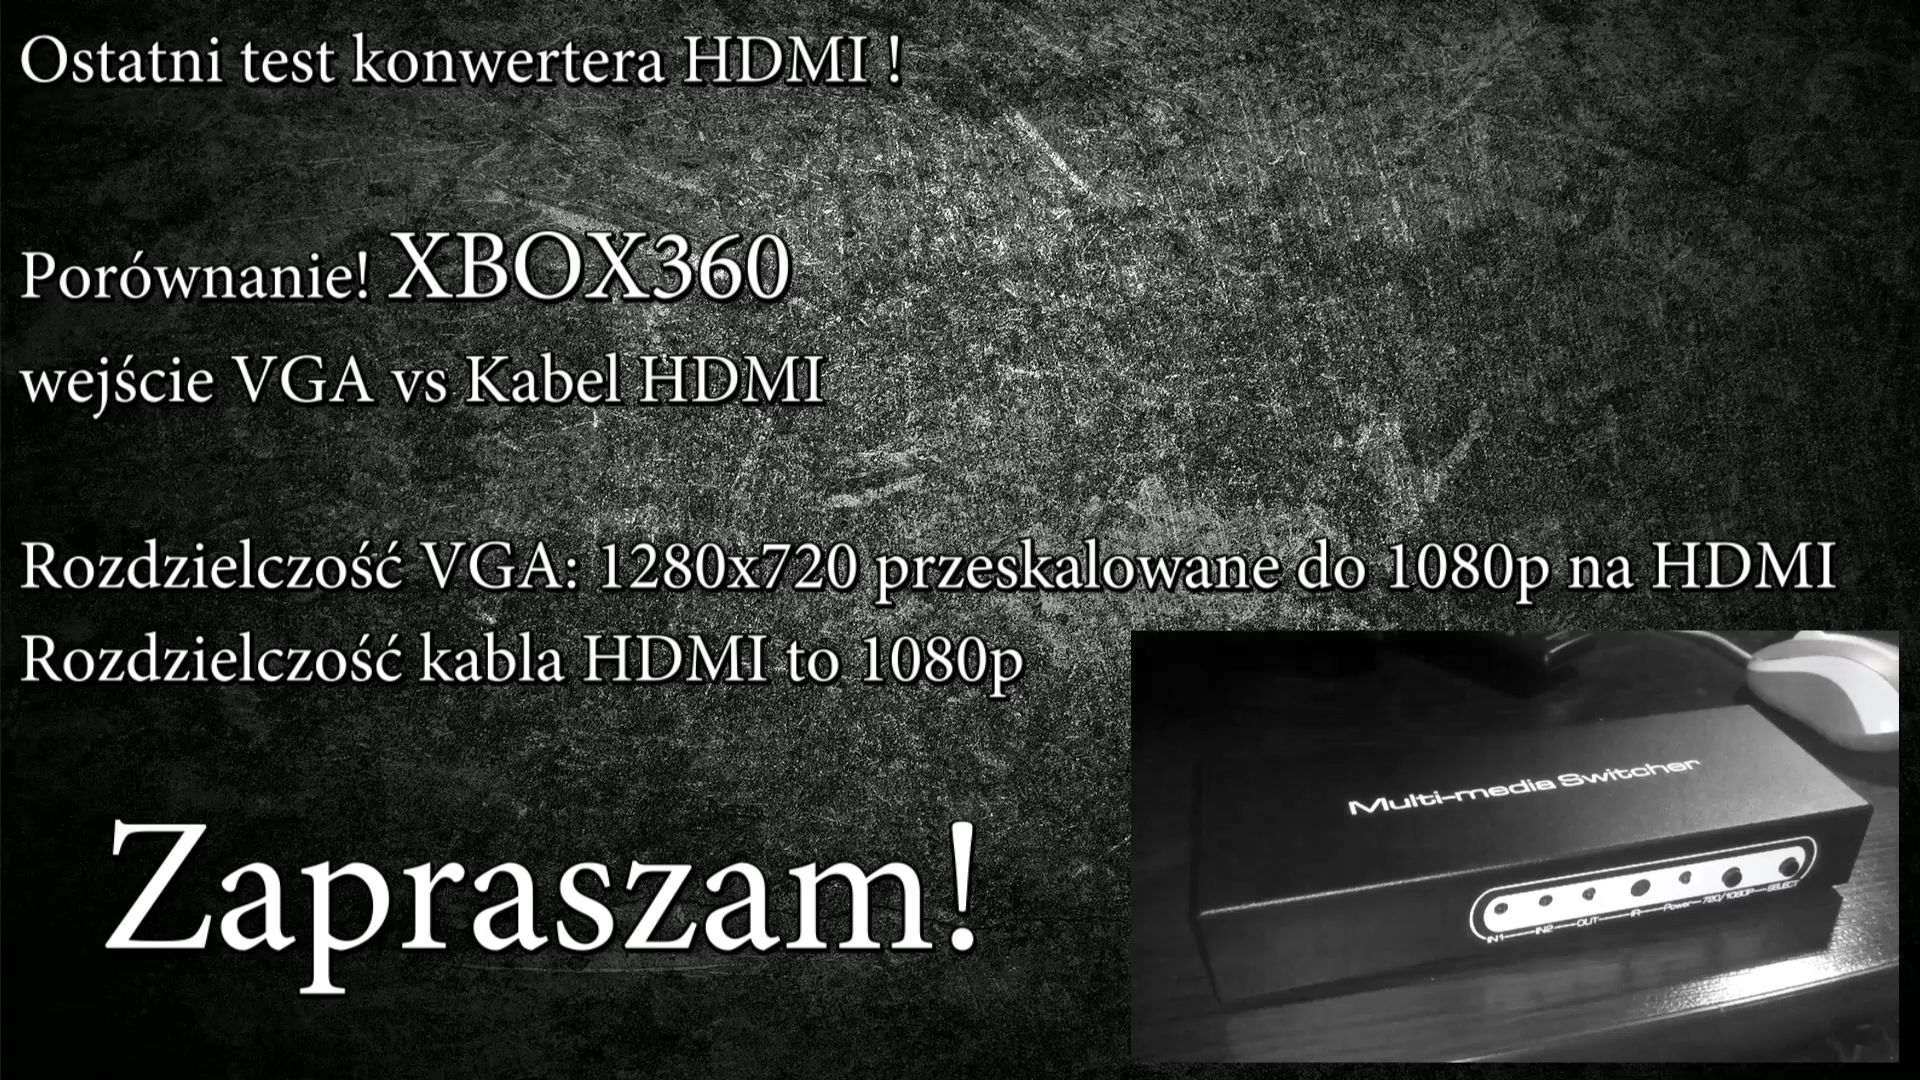 Ostatni test konwertera HDMI !
Porównanie! XBOX360
wejście VGA vs Kabel HDMI
Rozdzielczość VGA: 1280x720 przeskalowane do 1080p na HDMI
Rozdzielczość kabla HDMI to 1080p
Zapraszam!
Multi-media Switcher
IN1 IN2 OUT IR Power 720/1080P SELECT